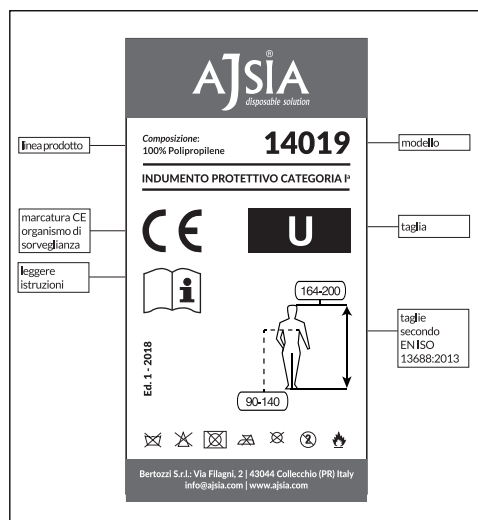 AJSIA®
disposable solution
linea prodotto
Composizione:
100% Polipropilene
14019
modello
INDUMENTO PROTETTIVO CATEGORIA Iª
marcatura CE
organismo di
sorveglianza
CE
U
taglia
leggere
istruzioni
i
164-200
90-140
taglie
secondo
EN ISO
13688:2013
Ed. 1 - 2018
2
Bertozzi S.r.l.: Via Filagni, 2 | 43044 Collecchio (PR) Italy
info@ajsia.com | www.ajsia.com